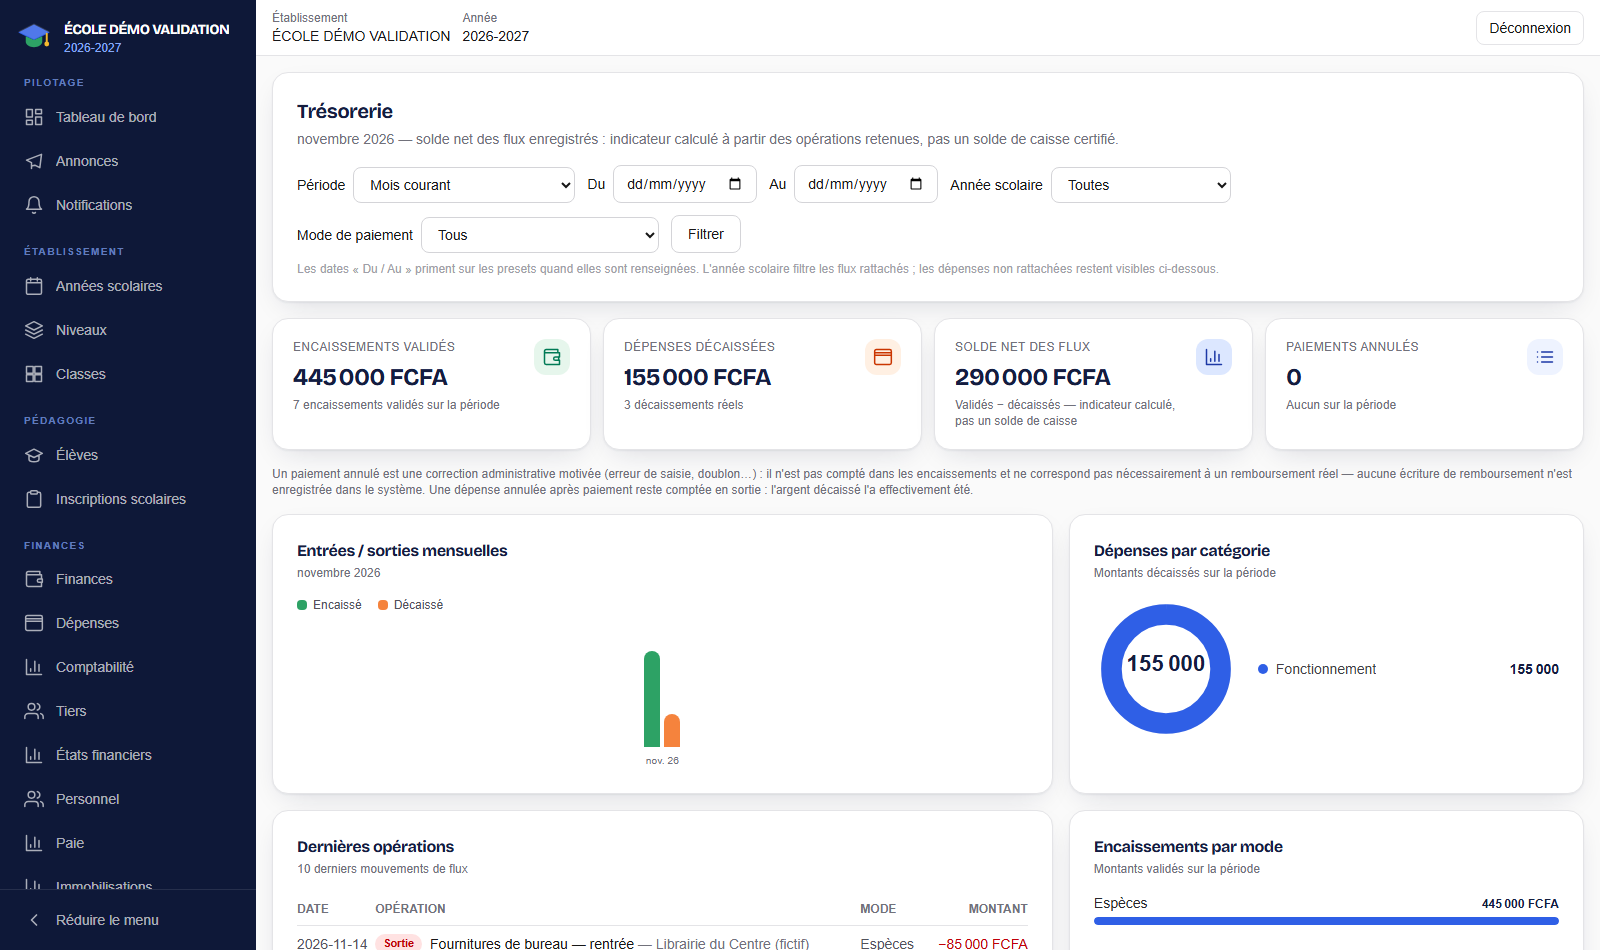 ÉCOLE DÉMO VALIDATION
2026-2027
PILOTAGE
Tableau de bord
Annonces
Notifications
ÉTABLISSEMENT
Années scolaires
Niveaux
Classes
PÉDAGOGIE
Élèves
Inscriptions scolaires
FINANCES
Finances
Dépenses
Comptabilité
Tiers
États financiers
Personnel
Paie
Immobilisations
Réduire le menu
Établissement
ÉCOLE DÉMO VALIDATION
Année
2026-2027
Déconnexion
Trésorerie
novembre 2026 — solde net des flux enregistrés : indicateur calculé à partir des opérations retenues, pas un solde de caisse certifié.
Période Mois courant Du dd/mm/yyyy Au dd/mm/yyyy Année scolaire Toutes
Mode de paiement Tous Filtrer
Les dates « Du / Au » priment sur les presets quand elles sont renseignées. L'année scolaire filtre les flux rattachés ; les dépenses non rattachées restent visibles ci-dessous.
ENCAISSEMENTS VALIDÉS
445 000 FCFA
7 encaissements validés sur la période
DÉPENSES DÉCAISSÉES
155 000 FCFA
3 décaissements réels
SOLDE NET DES FLUX
290 000 FCFA
Validés − décaissés — indicateur calculé,
pas un solde de caisse
PAIEMENTS ANNULÉS
0
Aucun sur la période
Un paiement annulé est une correction administrative motivée (erreur de saisie, doublon…) : il n'est pas compté dans les encaissements et ne correspond pas nécessairement à un remboursement réel — aucune écriture de remboursement n'est
enregistrée dans le système. Une dépense annulée après paiement reste comptée en sortie : l'argent décaissé l'a effectivement été.
Entrées / sorties mensuelles
novembre 2026
Encaissé Décaissé
nov. 26
Dépenses par catégorie
Montants décaissés sur la période
155 000
Fonctionnement 155 000
Dernières opérations
10 derniers mouvements de flux
DATE OPÉRATION MODE MONTANT
2026-11-14 Sortie Fournitures de bureau — rentrée — Librairie du Centre (fictif) Espèces −85 000 FCFA
Encaissements par mode
Montants validés sur la période
Espèces 445 000 FCFA